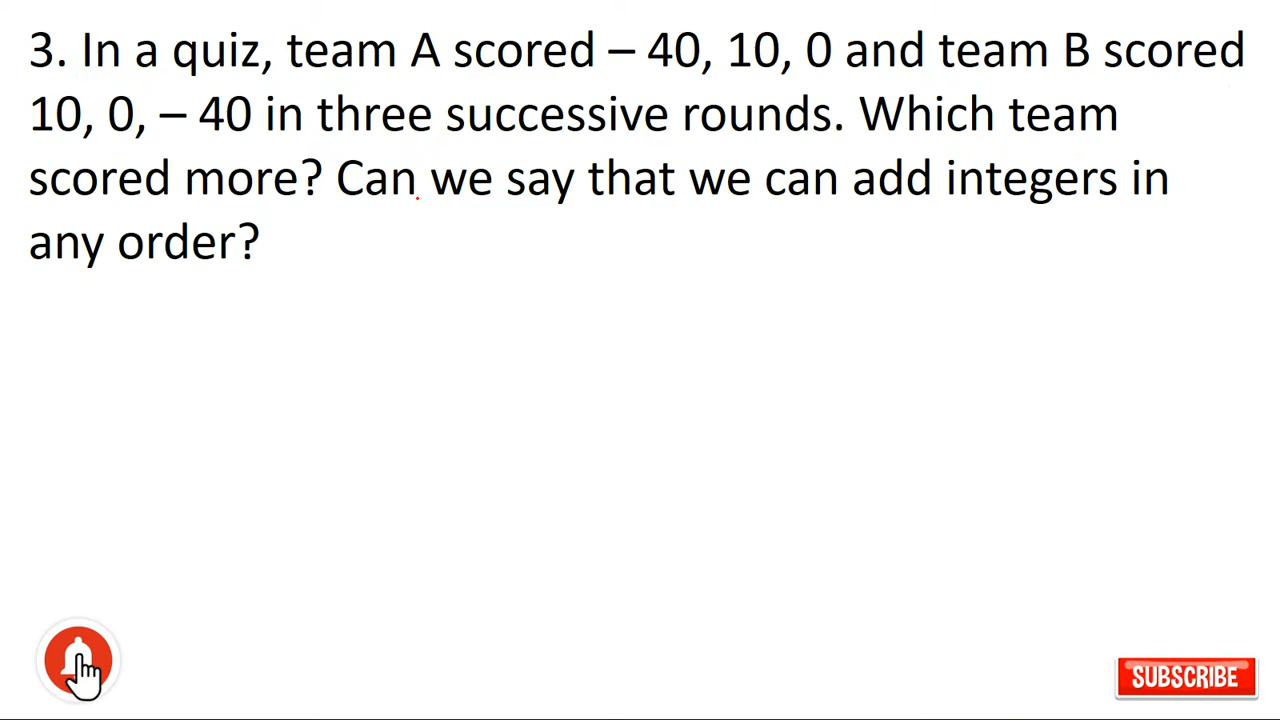 3. In a quiz, team A scored – 40, 10, 0 and team B scored
10, 0, – 40 in three successive rounds. Which team
scored more? Can we say that we can add integers in
any order?
SUBSCRIBE